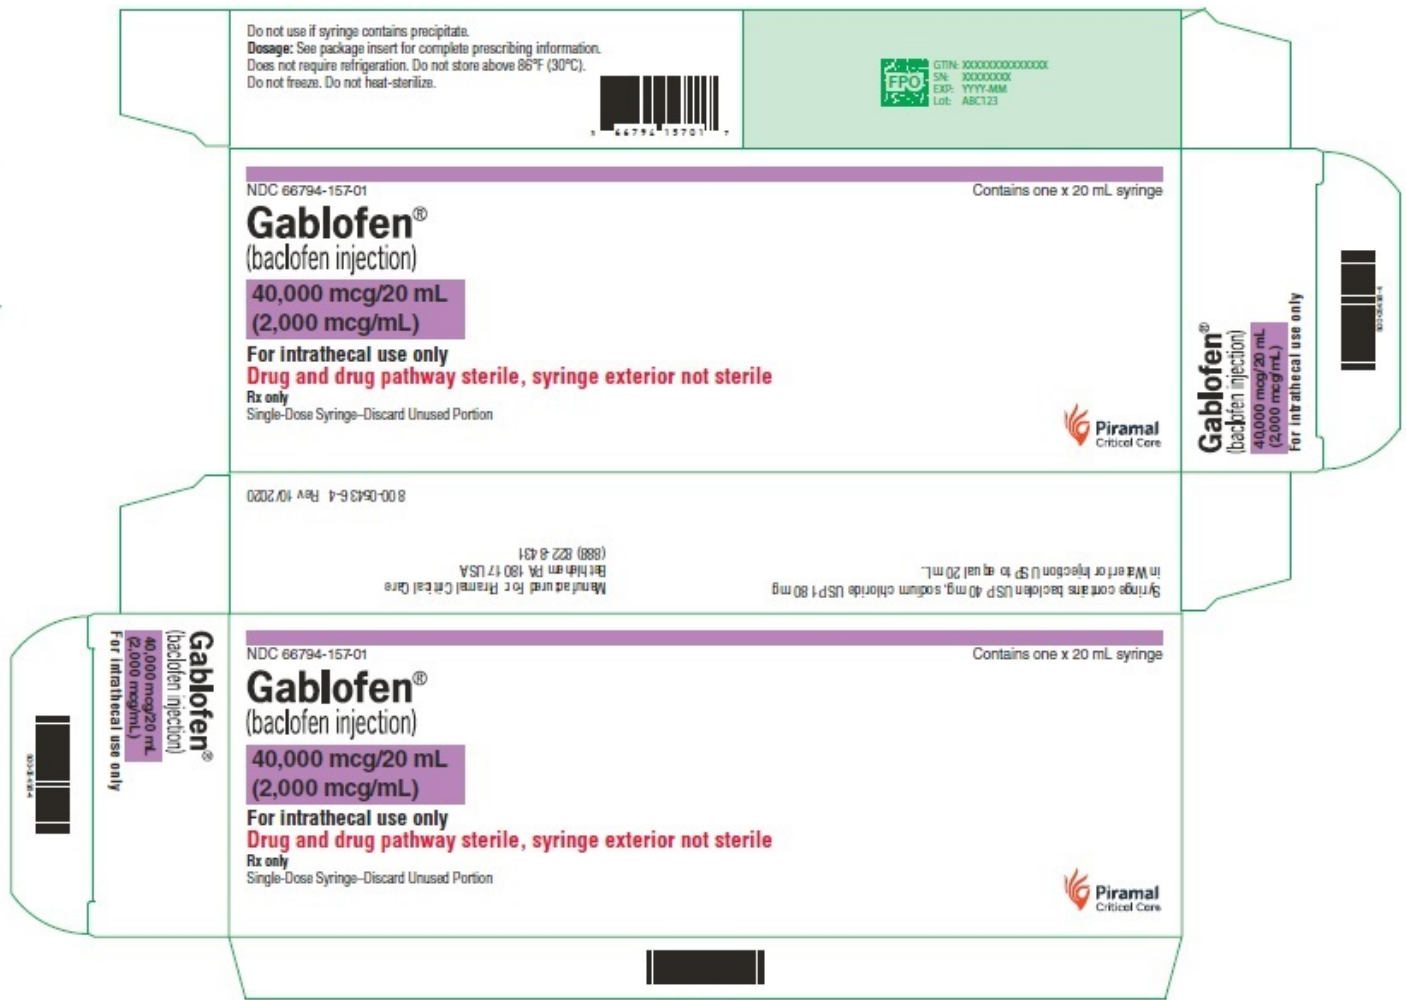 Do not use if syringe contains precipitate.
Dosage: See package insert for complete prescribing information.
Does not require refrigeration. Do not store above 86°F (30°C).
Do not freeze. Do not heat-sterilize.
3 66794 15701 7
FPO
GTIN: XXXXXXXXXXXXXX
SN: XXXXXXXX
EXP: YYYY-MM
Lot: ABC123
NDC 66794-157-01
Contains one x 20 mL syringe
Gablofen®
(baclofen injection)
40,000 mcg/20 mL
(2,000 mcg/mL)
For intrathecal use only
Drug and drug pathway sterile, syringe exterior not sterile
Rx only
Single-Dose Syringe–Discard Unused Portion
Piramal
Critical Care
Gablofen®
(baclofen injection)
40,000 mcg/20 mL
(2,000 mcg/mL)
For intrathecal use only
Syringe contains baclofen USP 40 mg, sodium chloride USP 180 mg
in Water for Injection USP to equal 20 mL.
Manufactured For: Piramal Critical Care
Bethlehem PA 18017 USA
(888) 822-8431
800-0543 6-4 Rev 10/2020
Gablofen®
(baclofen injection)
40,000 mcg/20 mL
(2,000 mcg/mL)
For intrathecal use only
NDC 66794-157-01
Contains one x 20 mL syringe
Gablofen®
(baclofen injection)
40,000 mcg/20 mL
(2,000 mcg/mL)
For intrathecal use only
Drug and drug pathway sterile, syringe exterior not sterile
Rx only
Single-Dose Syringe–Discard Unused Portion
Piramal
Critical Care